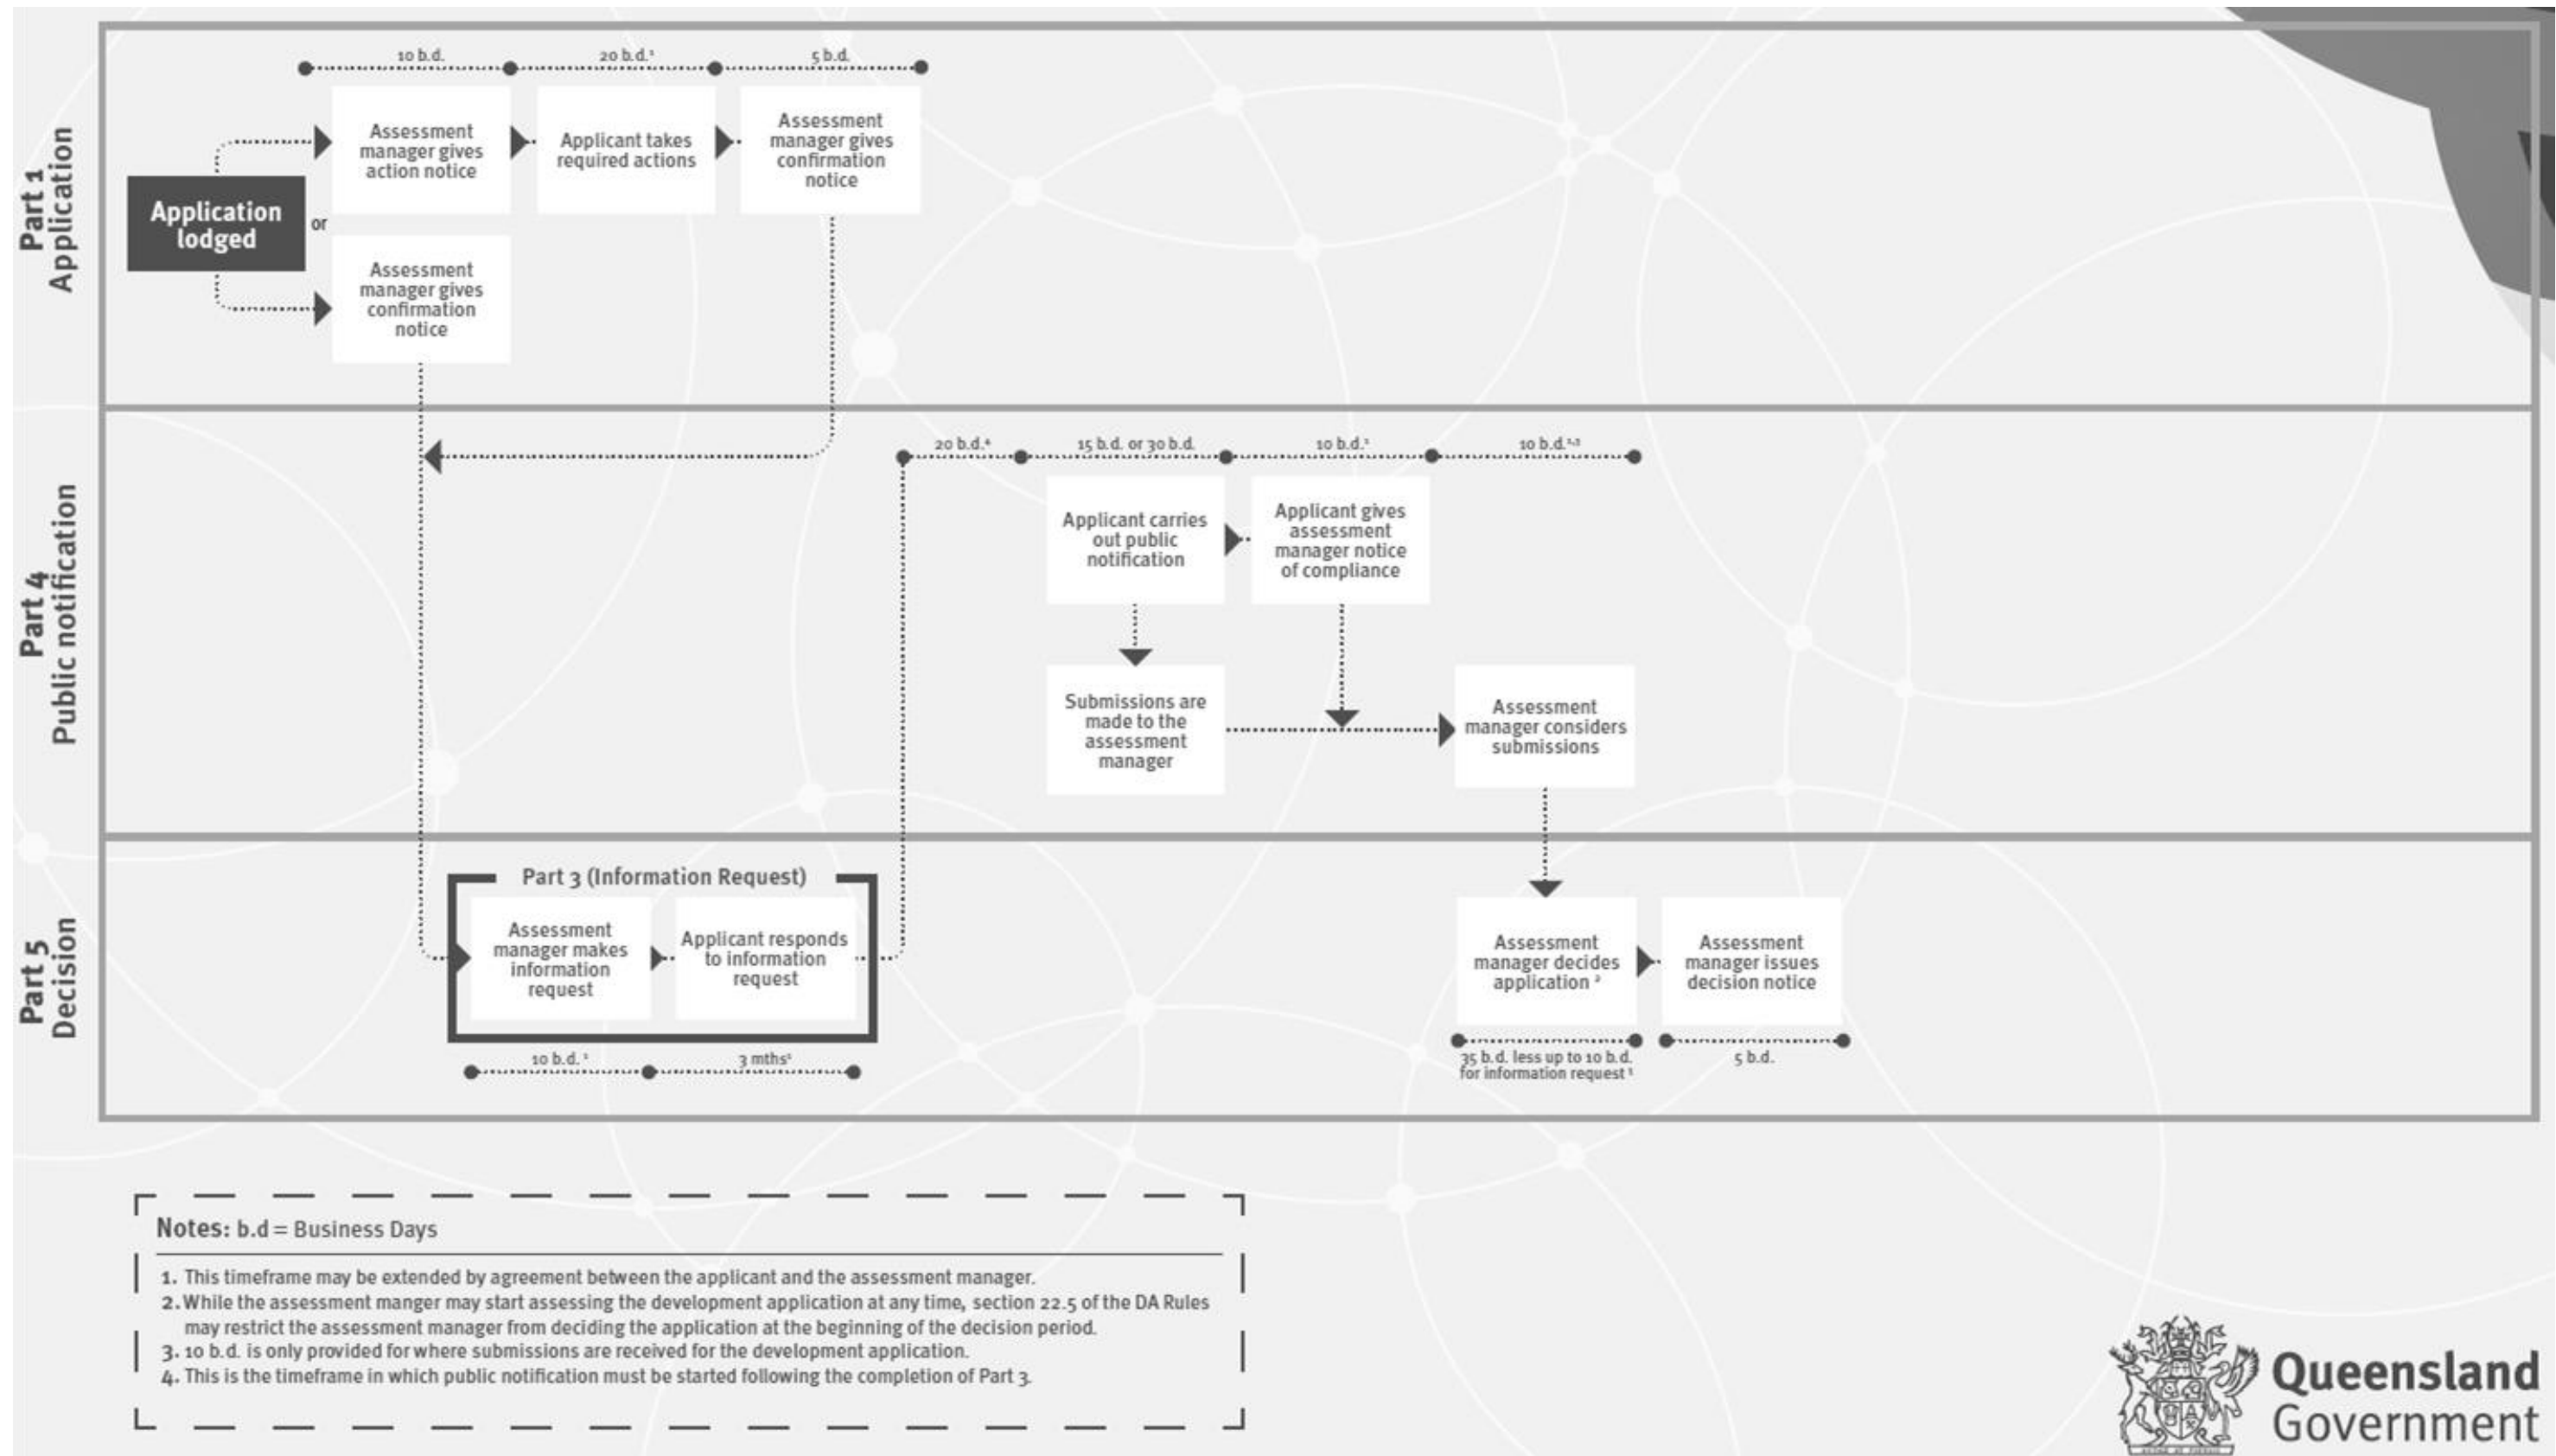 Part 1
Application
10 b.d.
20 b.d.¹
5 b.d.
Application
lodged
or
Assessment
manager gives
action notice
Applicant takes
required actions
Assessment
manager gives
confirmation
notice
Assessment
manager gives
confirmation
notice
Part 4
Public notification
20 b.d.⁴
15 b.d. or 30 b.d.
10 b.d.¹
10 b.d.¹,³
Applicant carries
out public
notification
Applicant gives
assessment
manager notice
of compliance
Submissions are
made to the
assessment
manager
Assessment
manager considers
submissions
Part 5
Decision
Part 3 (Information Request)
Assessment
manager makes
information
request
Applicant responds
to information
request
10 b.d. ¹
3 mths¹
Assessment
manager decides
application ²
Assessment
manager issues
decision notice
35 b.d. less up to 10 b.d.
for information request ¹
5 b.d.
Notes: b.d = Business Days
1. This timeframe may be extended by agreement between the applicant and the assessment manager.
2. While the assessment manger may start assessing the development application at any time, section 22.5 of the DA Rules
may restrict the assessment manager from deciding the application at the beginning of the decision period.
3. 10 b.d. is only provided for where submissions are received for the development application.
4. This is the timeframe in which public notification must be started following the completion of Part 3.
Queensland
Government